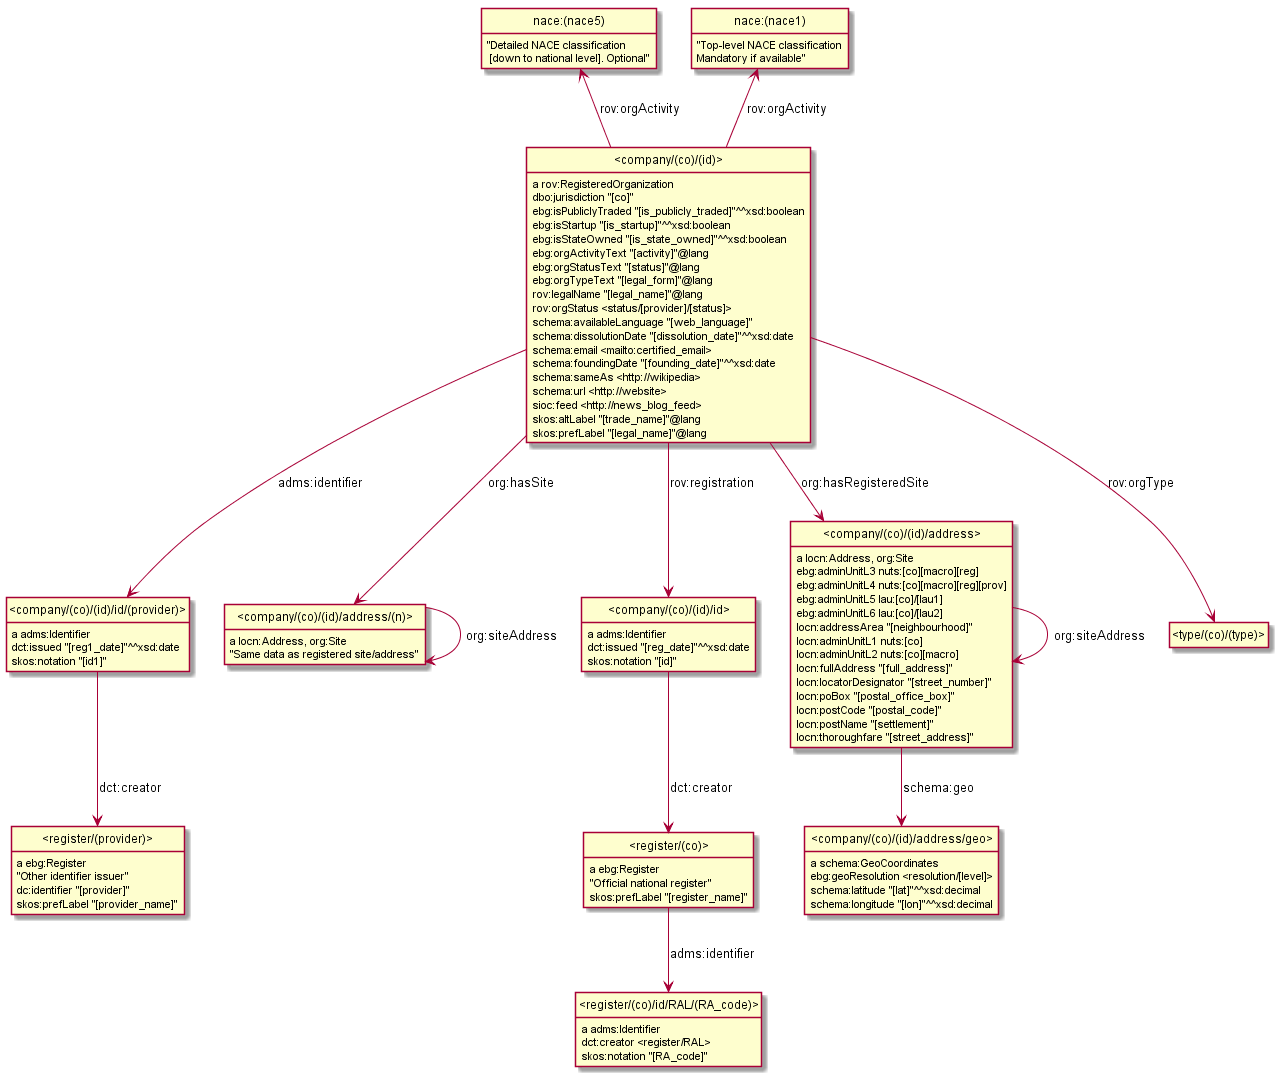 nace:(nace5)
"Detailed NACE classification
[down to national level]. Optional"
nace:(nace1)
"Top-level NACE classification
Mandatory if available"
rov:orgActivity
rov:orgActivity
<company/(co)/(id)>
a rov:RegisteredOrganization
dbo:jurisdiction "[co]"
ebg:isPubliclyTraded "[is_publicly_traded]"^^xsd:boolean
ebg:isStartup "[is_startup]"^^xsd:boolean
ebg:isStateOwned "[is_state_owned]"^^xsd:boolean
ebg:orgActivityText "[activity]"@lang
ebg:orgStatusText "[status]"@lang
ebg:orgTypeText "[legal_form]"@lang
rov:legalName "[legal_name]"@lang
rov:orgStatus <status/[provider]/[status]>
schema:availableLanguage "[web_language]"
schema:dissolutionDate "[dissolution_date]"^^xsd:date
schema:email <mailto:certified_email>
schema:foundingDate "[founding_date]"^^xsd:date
schema:sameAs <http://wikipedia>
schema:url <http://website>
sioc:feed <http://news_blog_feed>
skos:altLabel "[trade_name]"@lang
skos:prefLabel "[legal_name]"@lang
adms:identifier
org:hasSite
rov:registration
org:hasRegisteredSite
rov:orgType
<company/(co)/(id)/id/(provider)>
a adms:Identifier
dct:issued "[reg1_date]"^^xsd:date
skos:notation "[id1]"
<company/(co)/(id)/address/(n)>
a locn:Address, org:Site
"Same data as registered site/address"
org:siteAddress
<company/(co)/(id)/id>
a adms:Identifier
dct:issued "[reg_date]"^^xsd:date
skos:notation "[id]"
<company/(co)/(id)/address>
a locn:Address, org:Site
ebg:adminUnitL3 nuts:[co][macro][reg]
ebg:adminUnitL4 nuts:[co][macro][reg][prov]
ebg:adminUnitL5 lau:[co]/[lau1]
ebg:adminUnitL6 lau:[co]/[lau2]
locn:addressArea "[neighbourhood]"
locn:adminUnitL1 nuts:[co]
locn:adminUnitL2 nuts:[co][macro]
locn:fullAddress "[full_address]"
locn:locatorDesignator "[street_number]"
locn:poBox "[postal_office_box]"
locn:postCode "[postal_code]"
locn:postName "[settlement]"
locn:thoroughfare "[street_address]"
org:siteAddress
<type/(co)/(type)>
dct:creator
dct:creator
schema:geo
<register/(provider)>
a ebg:Register
"Other identifier issuer"
dc:identifier "[provider]"
skos:prefLabel "[provider_name]"
<register/(co)>
a ebg:Register
"Official national register"
skos:prefLabel "[register_name]"
<company/(co)/(id)/address/geo>
a schema:GeoCoordinates
ebg:geoResolution <resolution/[level]>
schema:latitude "[lat]"^^xsd:decimal
schema:longitude "[lon]"^^xsd:decimal
adms:identifier
<register/(co)/id/RAL/(RA_code)>
a adms:Identifier
dct:creator <register/RAL>
skos:notation "[RA_code]"